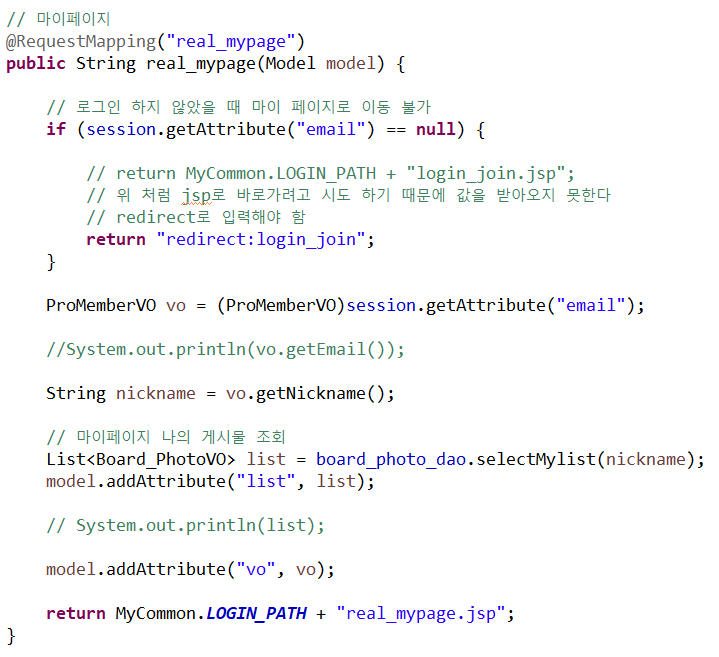 // 마이페이지
@RequestMapping("real_mypage")
public String real_mypage(Model model) {
// 로그인 하지 않았을 때 마이 페이지로 이동 불가
if (session.getAttribute("email") == null) {
// return MyCommon.LOGIN_PATH + "login_join.jsp";
// 위 처럼 jsp로 바로가려고 시도 하기 때문에 값을 받아오지 못한다
// redirect로 입력해야 함
return "redirect:login_join";
}
ProMemberVO vo = (ProMemberVO)session.getAttribute("email");
//System.out.println(vo.getEmail());
String nickname = vo.getNickname();
// 마이페이지 나의 게시물 조회
List<Board_PhotoVO> list = board_photo_dao.selectMylist(nickname);
model.addAttribute("list", list);
// System.out.println(list);
model.addAttribute("vo", vo);
return MyCommon.LOGIN_PATH + "real_mypage.jsp";
}